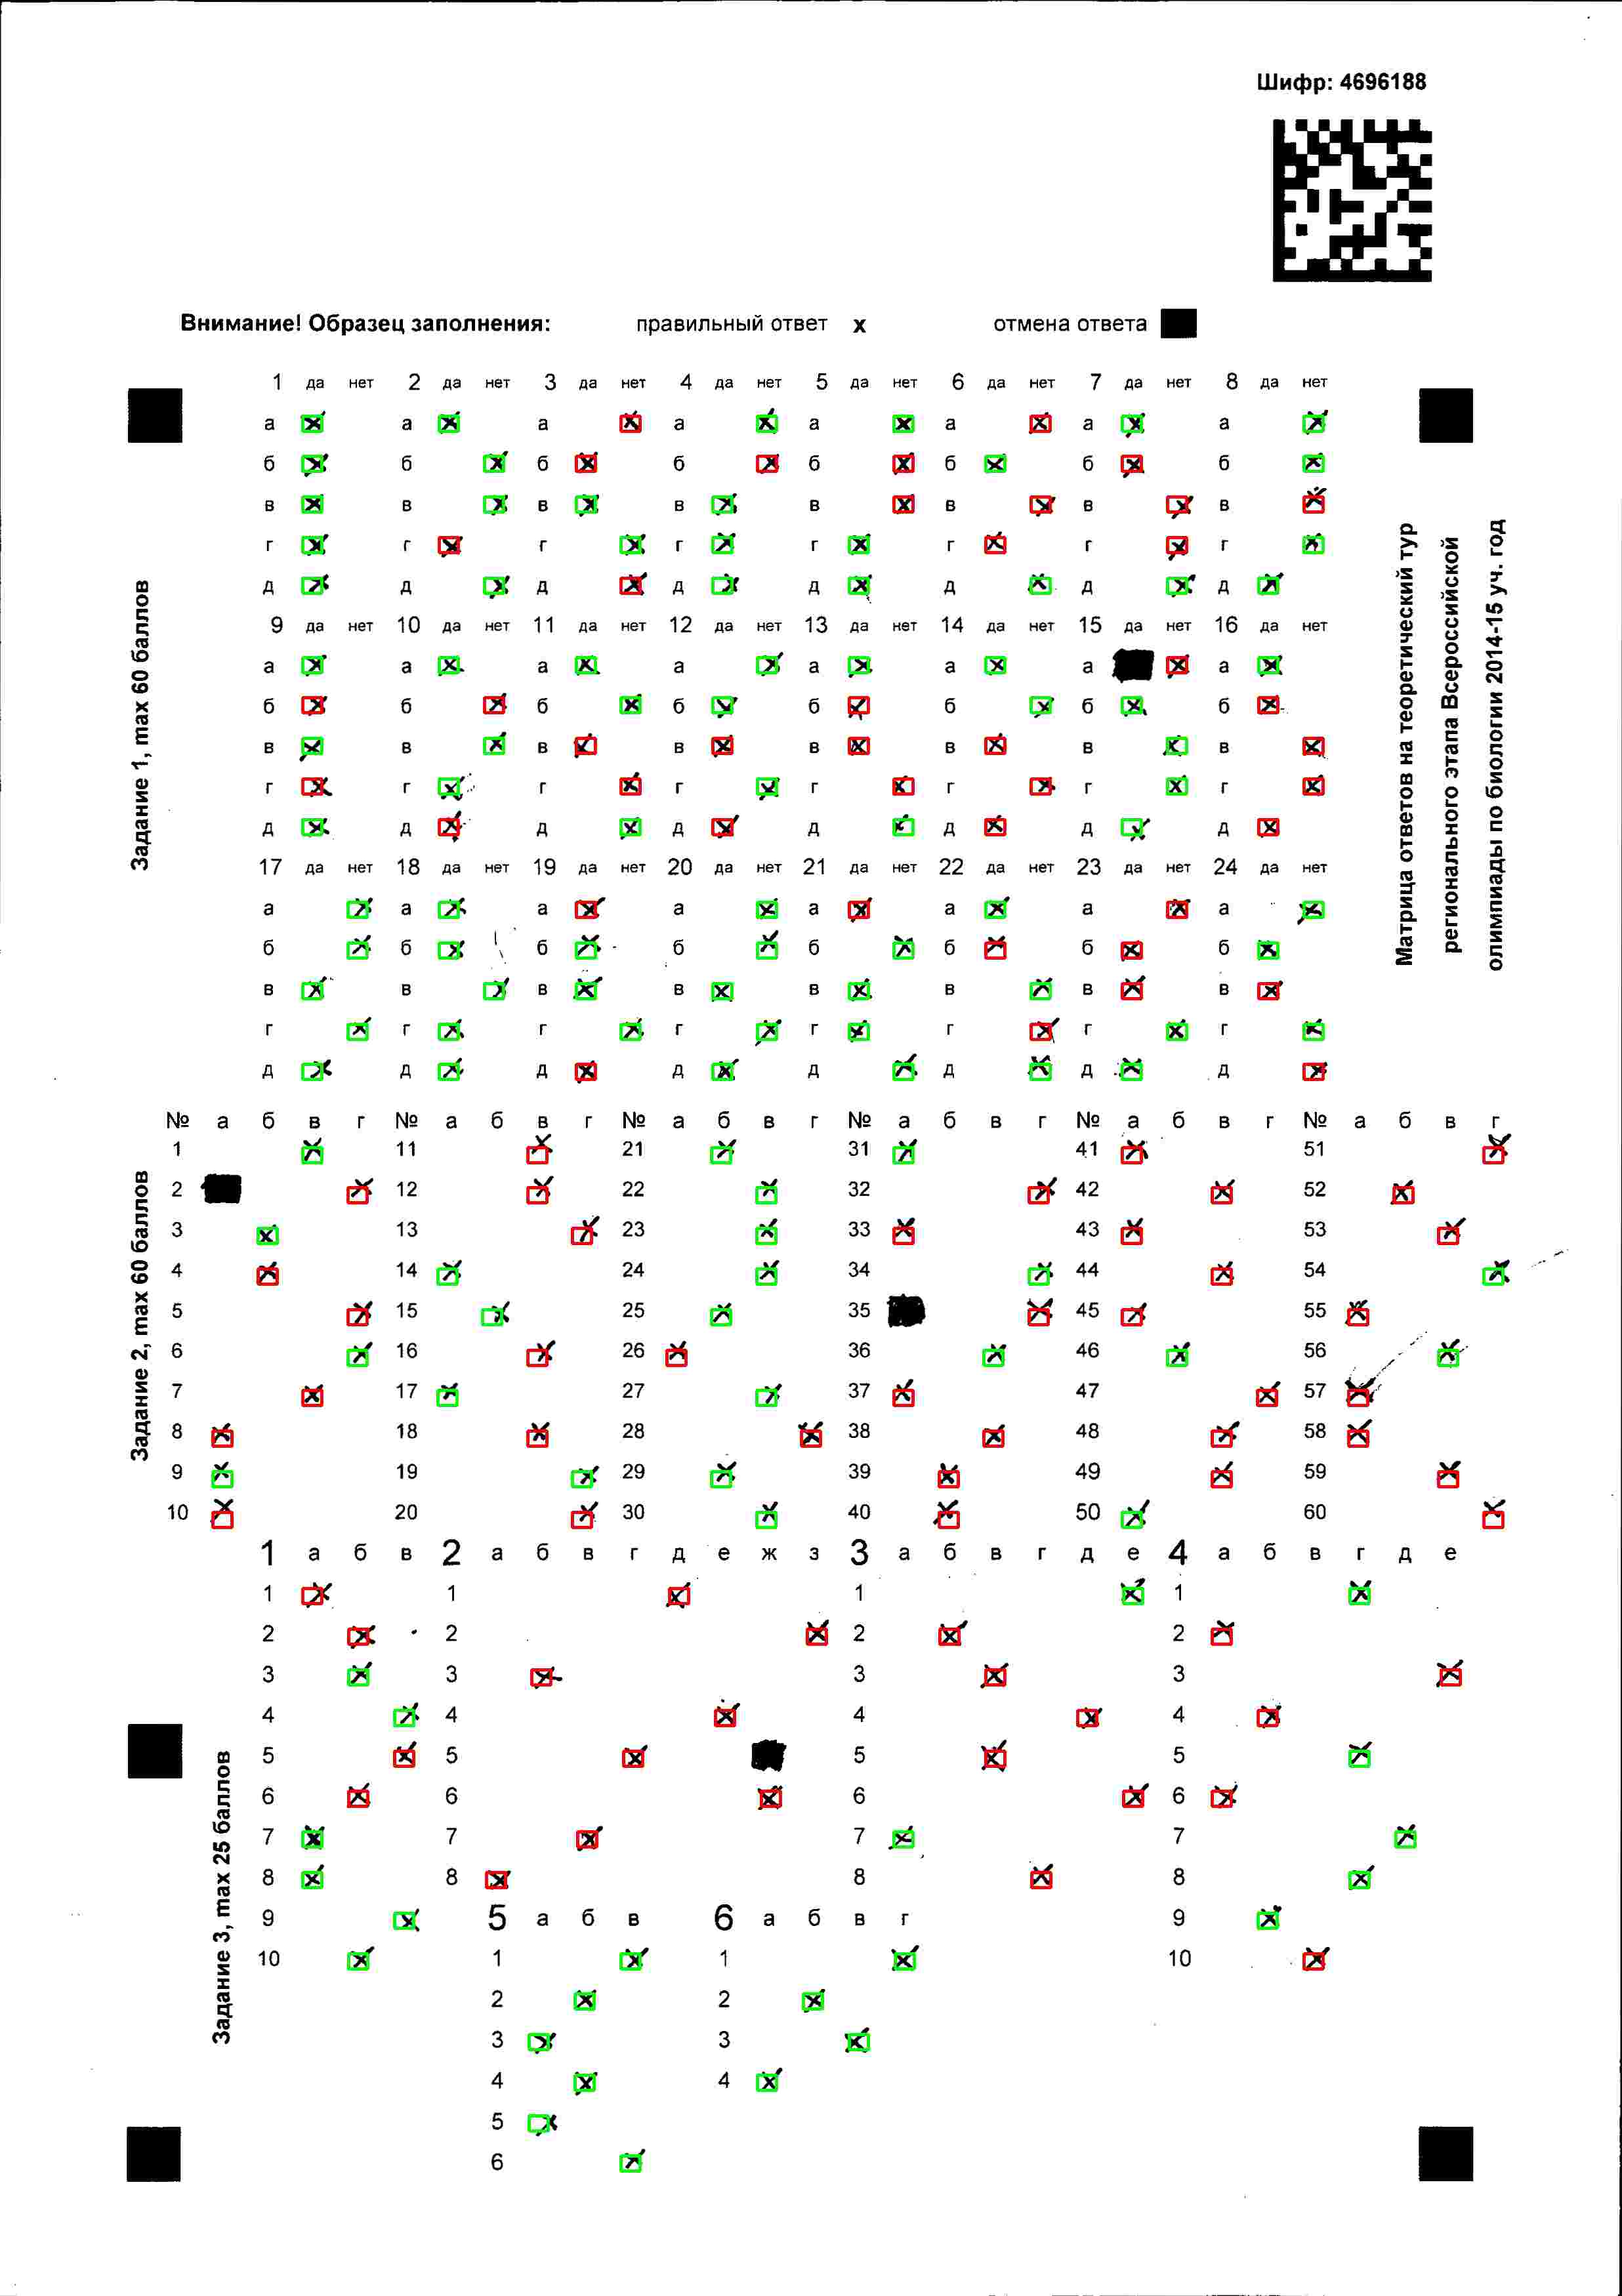 Шифр: 4696188
Внимание! Образец заполнения: правильный ответ x отмена ответа
1 да нет 2 да нет 3 да нет 4 да нет 5 да нет 6 да нет 7 да нет 8 да нет
а а а а а а а а
б б б б б б б б
в в в в в в в в
г г г г г г г г
д д д д д д д д
9 да нет 10 да нет 11 да нет 12 да нет 13 да нет 14 да нет 15 да нет 16 да нет
а а а а а а а а
б б б б б б б б
в в в в в в в в
г г г г г г г г
д д д д д д д д
17 да нет 18 да нет 19 да нет 20 да нет 21 да нет 22 да нет 23 да нет 24 да нет
а а а а а а а а
б б б б б б б б
в в в в в в в в
г г г г г г г г
д д д д д д д д
Задание 1, max 60 баллов
Матрица ответов на теоретический тур
регионального этапа Всероссийской
олимпиады по биологии 2014-15 уч. год
№ а б в г № а б в г № а б в г № а б в г № а б в г № а б в г
1 11 21 31 41 51
2 12 22 32 42 52
3 13 23 33 43 53
4 14 24 34 44 54
5 15 25 35 45 55
6 16 26 36 46 56
7 17 27 37 47 57
8 18 28 38 48 58
9 19 29 39 49 59
10 20 30 40 50 60
Задание 2, max 60 баллов
1 а б в 2 а б в г д е ж з 3 а б в г д е 4 а б в г д е
1 1 1 1
2 2 2 2
3 3 3 3
4 4 4 4
5 5 5 5
6 6 6 6
7 7 7 7
8 8 8 8
9 5 а б в 6 а б в г 9
10 1 1 10
2 2
3 3
4 4
5
6
Задание 3, max 25 баллов